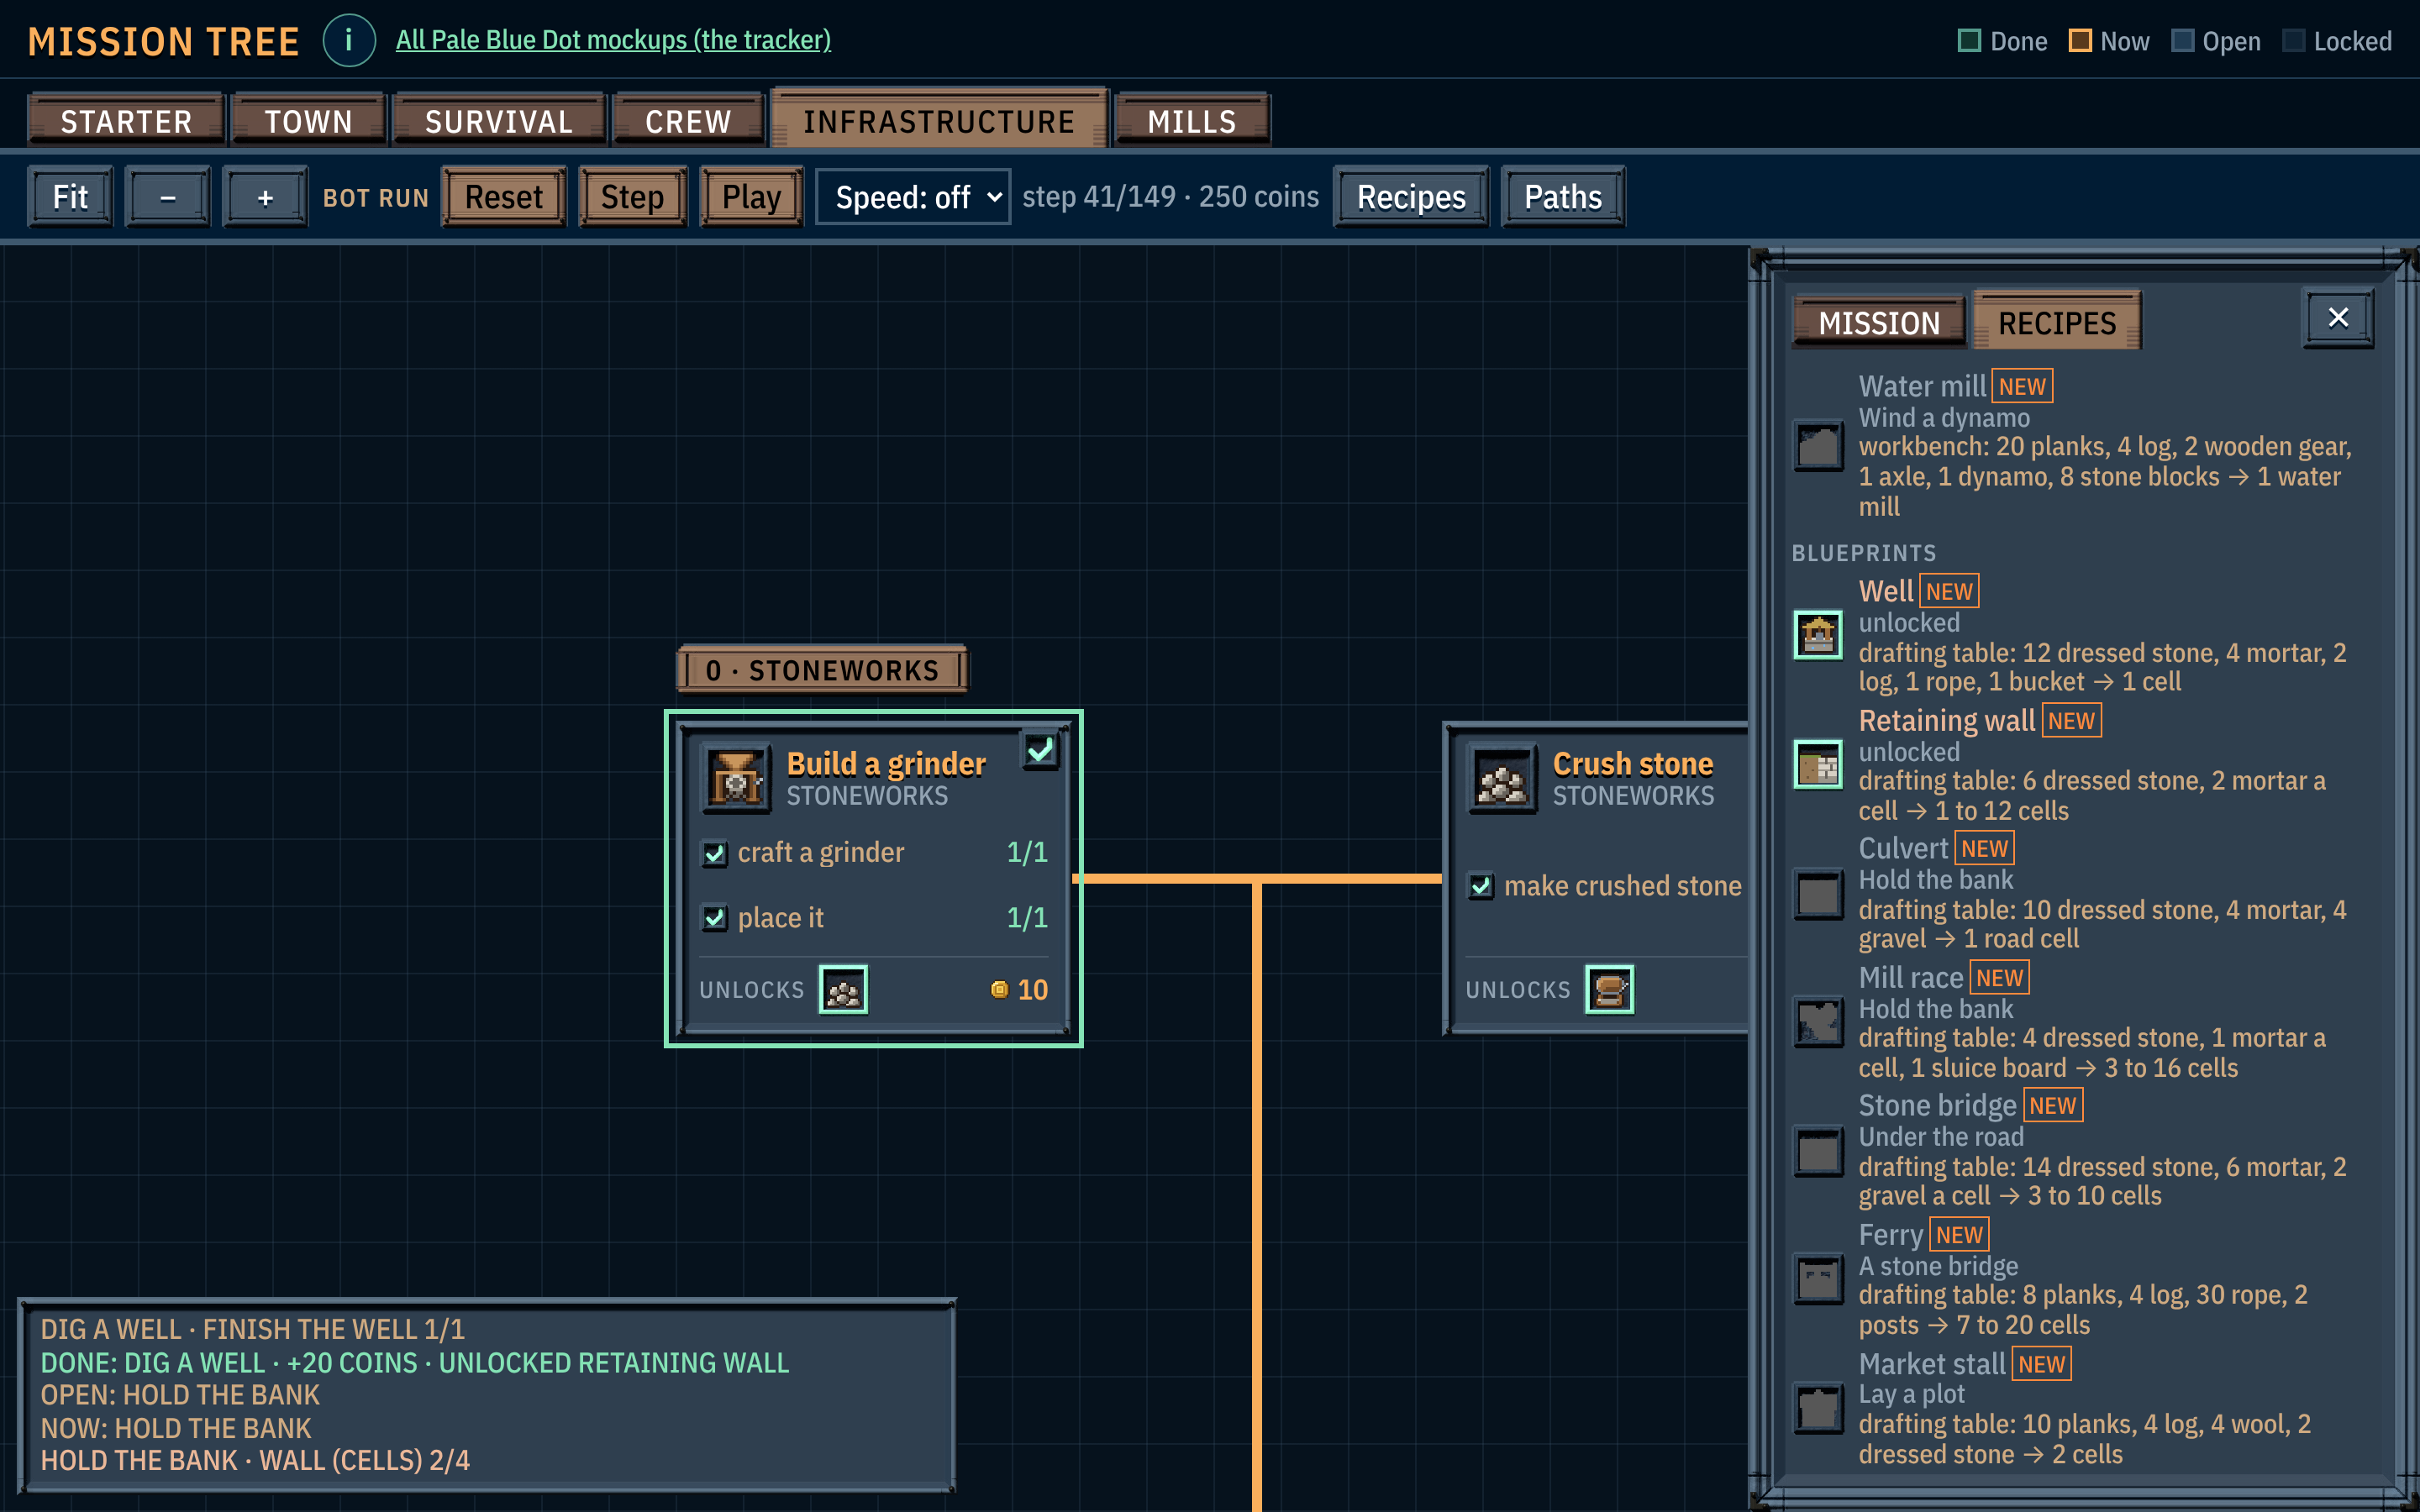 MISSION TREE
i
All Pale Blue Dot mockups (the tracker)
Done
Now
Open
Locked
STARTER
TOWN
SURVIVAL
CREW
INFRASTRUCTURE
MILLS
Fit
−
+
BOT RUN
Reset
Step
Play
Speed: off
step 41/149 · 250 coins
Recipes
Paths
0 · STONEWORKS
Build a grinder
STONEWORKS
craft a grinder 1/1
place it 1/1
UNLOCKS 10
Crush stone
STONEWORKS
make crushed stone
UNLOCKS
DIG A WELL · FINISH THE WELL 1/1
DONE: DIG A WELL · +20 COINS · UNLOCKED RETAINING WALL
OPEN: HOLD THE BANK
NOW: HOLD THE BANK
HOLD THE BANK · WALL (CELLS) 2/4
MISSION
RECIPES
×
Water mill NEW
Wind a dynamo
workbench: 20 planks, 4 log, 2 wooden gear,
1 axle, 1 dynamo, 8 stone blocks → 1 water
mill
BLUEPRINTS
Well NEW
unlocked
drafting table: 12 dressed stone, 4 mortar, 2
log, 1 rope, 1 bucket → 1 cell
Retaining wall NEW
unlocked
drafting table: 6 dressed stone, 2 mortar a
cell → 1 to 12 cells
Culvert NEW
Hold the bank
drafting table: 10 dressed stone, 4 mortar, 4
gravel → 1 road cell
Mill race NEW
Hold the bank
drafting table: 4 dressed stone, 1 mortar a
cell, 1 sluice board → 3 to 16 cells
Stone bridge NEW
Under the road
drafting table: 14 dressed stone, 6 mortar, 2
gravel a cell → 3 to 10 cells
Ferry NEW
A stone bridge
drafting table: 8 planks, 4 log, 30 rope, 2
posts → 7 to 20 cells
Market stall NEW
Lay a plot
drafting table: 10 planks, 4 log, 4 wool, 2
dressed stone → 2 cells